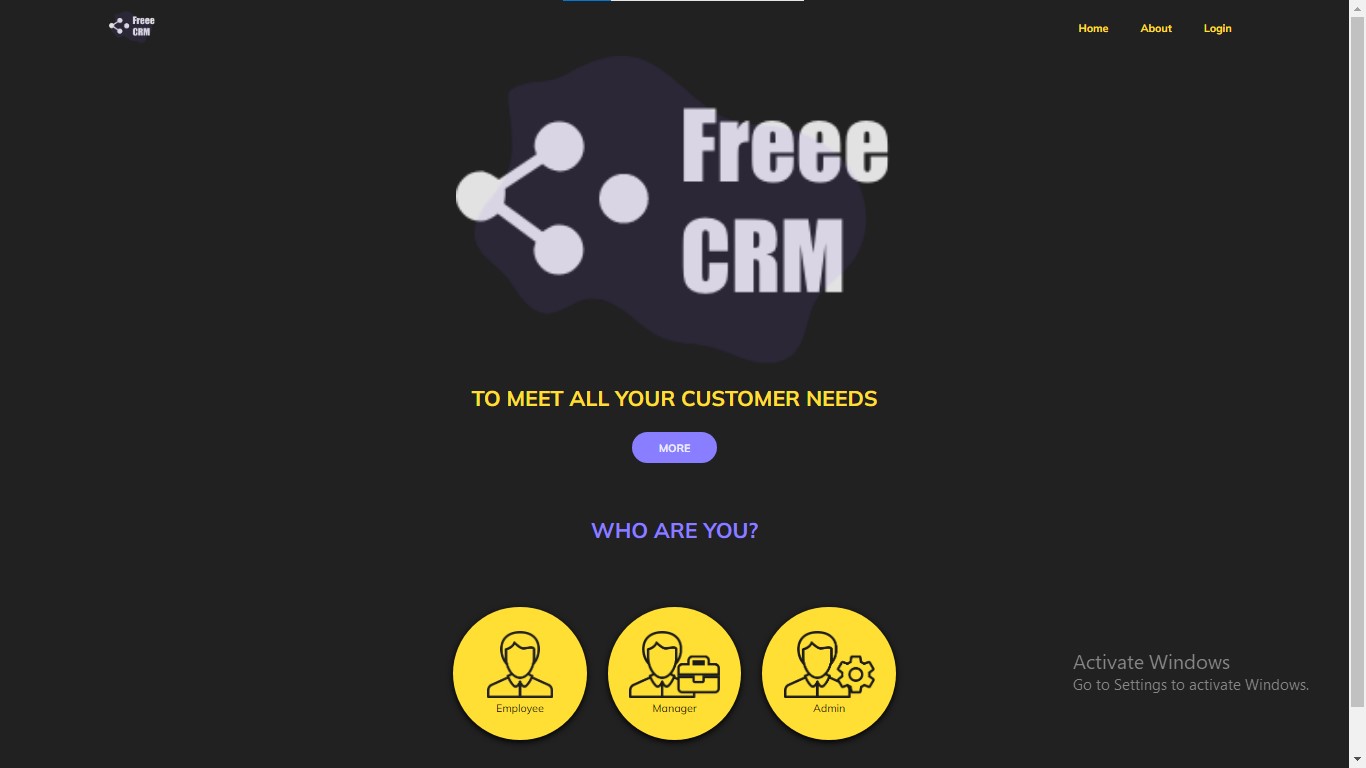 Freee
CRM
Home
About
Login
Freee
CRM
TO MEET ALL YOUR CUSTOMER NEEDS
MORE
WHO ARE YOU?
Employee
Manager
Admin
Activate Windows
Go to Settings to activate Windows.